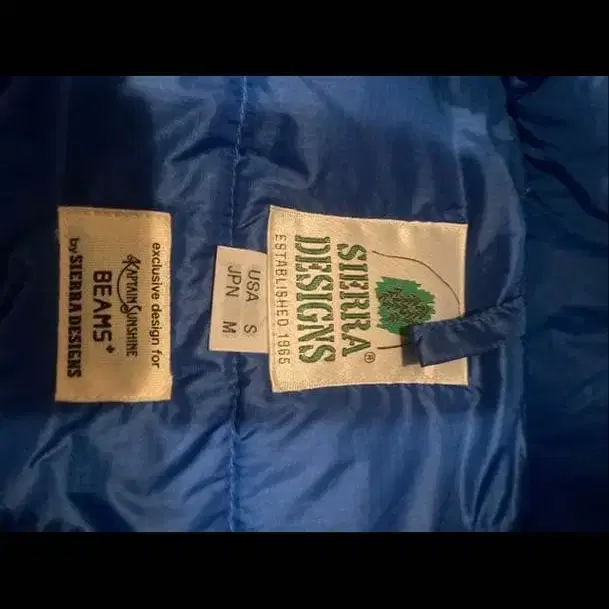 SIERRA
DESIGNS®
ESTABLISHED 1965
USA S
JPN M
exclusive design for
KAPTAIN SUNSHINE
BEAMS+
by SIERRA DESIGNS